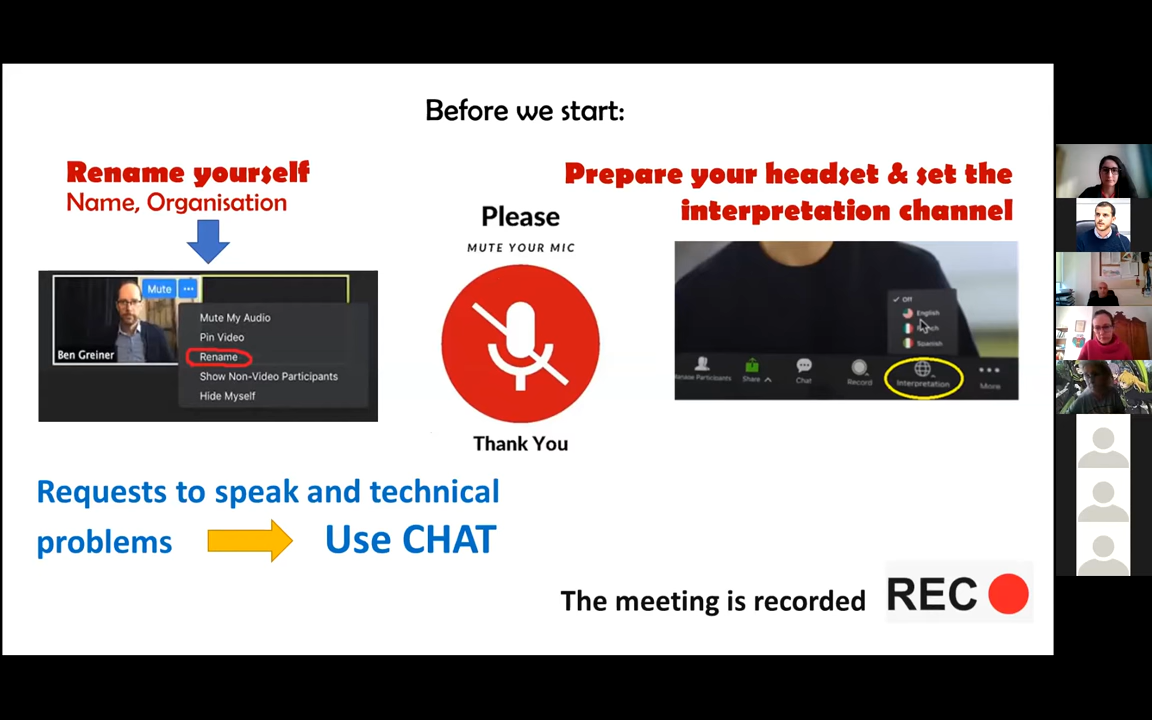 Before we start:
Rename yourself
Name, Organisation
Mute
Mute My Audio
Pin Video
Rename
Show Non-Video Participants
Hide Myself
Ben Greiner
Please
MUTE YOUR MIC
Thank You
Prepare your headset & set the
interpretation channel
Off
English
Spanish
Participants
Share
Chat
Record
Interpretation
More
Requests to speak and technical
problems
Use CHAT
The meeting is recorded
REC